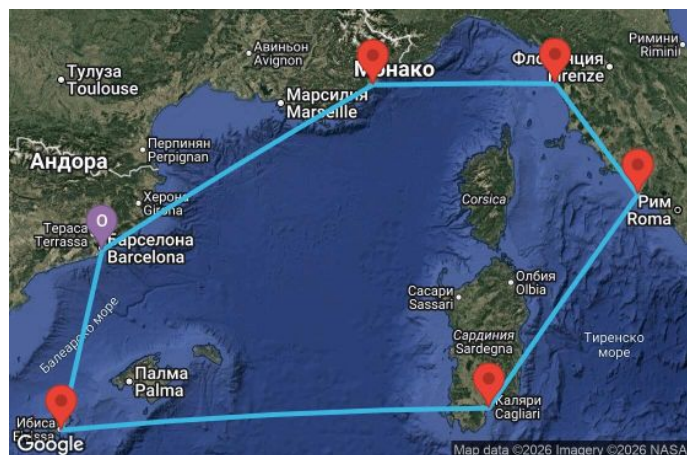 Римини
Rimini
Авиньон
Avignon
Тулуза
Toulouse
Монако
Firenze
Марсилия
Marseille
Перпинян
Perpignan
Андора
Херона
Girona
Corsica
Рим
Roma
Тераса
Terrassa
O
Барселона
Barcelona
Олбия
Olbia
Сасари
Sassari
Балеарско море
Сардиния
Sardegna
Тиренско
море
Палма
Palma
Каляри
Cagliari
Ибиса
Google
Map data ©2026 Imagery ©2026 NASA